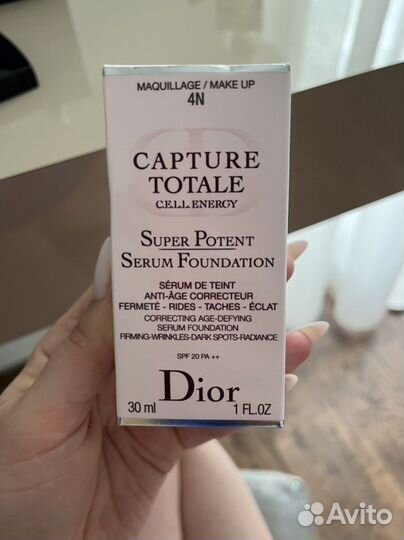 MAQUILLAGE / MAKE UP
4N
CD
CAPTURE
TOTALE
C.E.L.L. ENERGY
SUPER POTENT
SERUM FOUNDATION
SÉRUM DE TEINT
ANTI-ÂGE CORRECTEUR
FERMETÉ - RIDES - TACHES - ÉCLAT
CORRECTING AGE-DEFYING
SERUM FOUNDATION
FIRMING-WRINKLES-DARK SPOTS-RADIANCE
SPF 20 PA ++
Dior
30 ml 1 FL.OZ
Avito